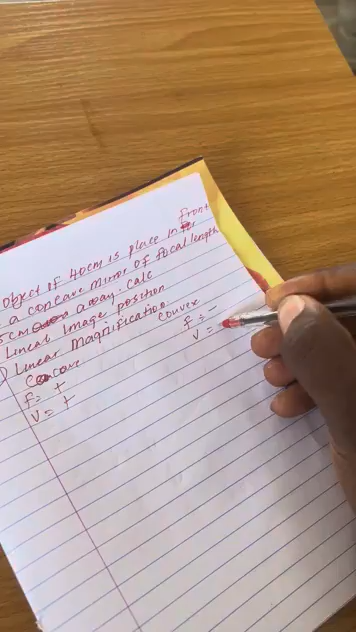 object of 40cm is place in front
a concave mirror of focal length
5cm away. calc
Linear Image position
) Linear Magnification
Concave
f= +
v= +
Convex
f ÷ -
v =